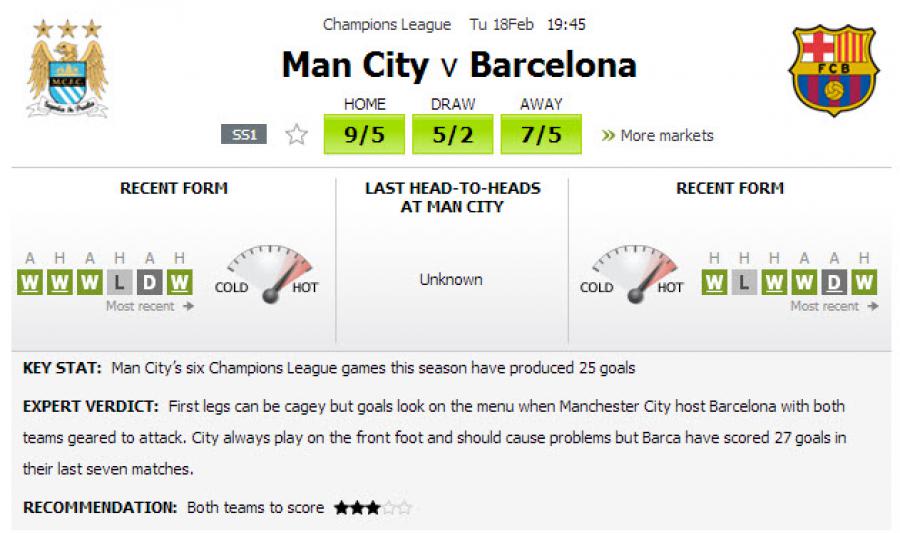 Champions League Tu 18Feb 19:45
Man City v Barcelona
M.C.F.C.
FCB
HOME DRAW AWAY
SS1 9/5 5/2 7/5 » More markets
RECENT FORM
A H A H A H
W W W L D W
Most recent →
COLD HOT
LAST HEAD-TO-HEADS
AT MAN CITY
Unknown
RECENT FORM
COLD HOT
H H H A A H
W L W W D W
Most recent →
KEY STAT: Man City's six Champions League games this season have produced 25 goals
EXPERT VERDICT: First legs can be cagey but goals look on the menu when Manchester City host Barcelona with both
teams geared to attack. City always play on the front foot and should cause problems but Barca have scored 27 goals in
their last seven matches.
RECOMMENDATION: Both teams to score ★★★☆☆